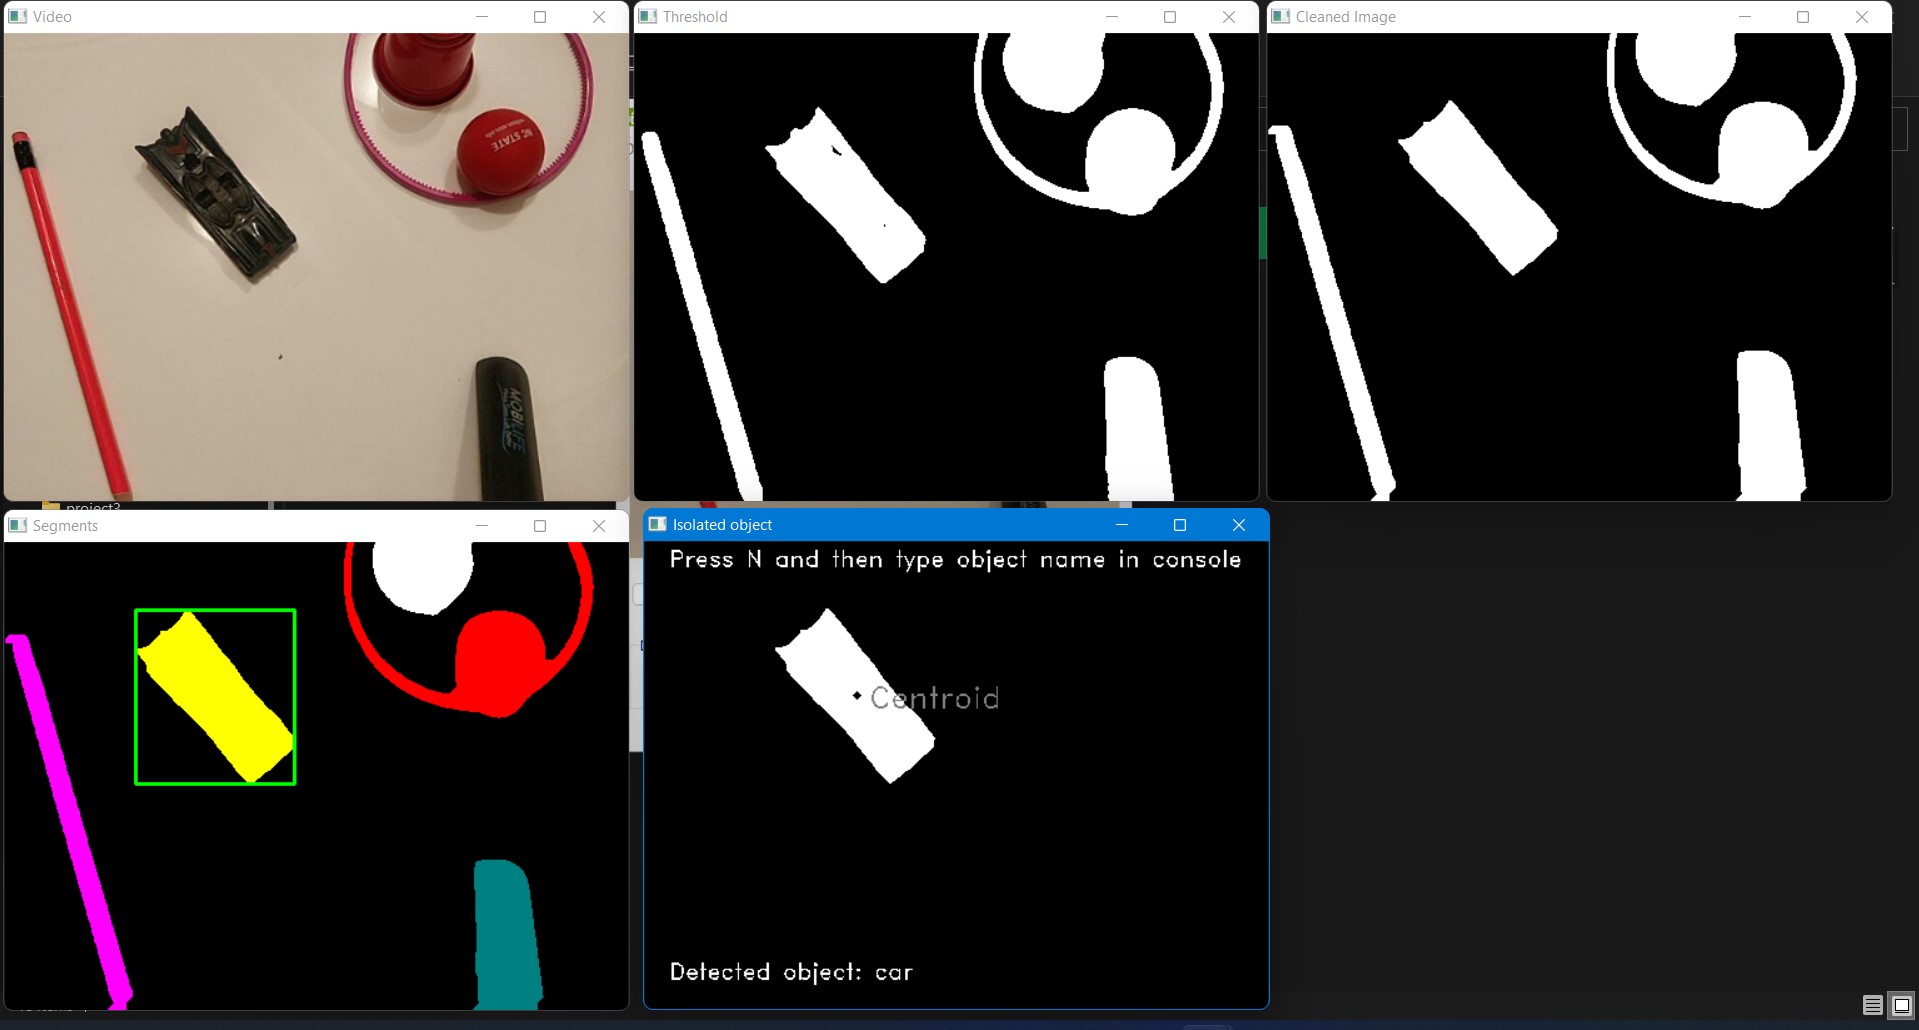 Video
Threshold
Cleaned Image
NC STATE
MOBILIFE
project3
Segments
Isolated object
Press N and then type object name in console
Centroid
Detected object: car